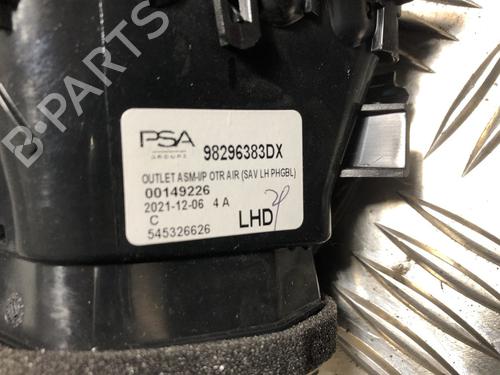 PSA 98296383DX
GROUPE
OUTLET ASM-I/P OTR AIR (SAV LH PHGBL)
00149226
2021-12-06 4 A
C LHD
545326626
B-PARTS